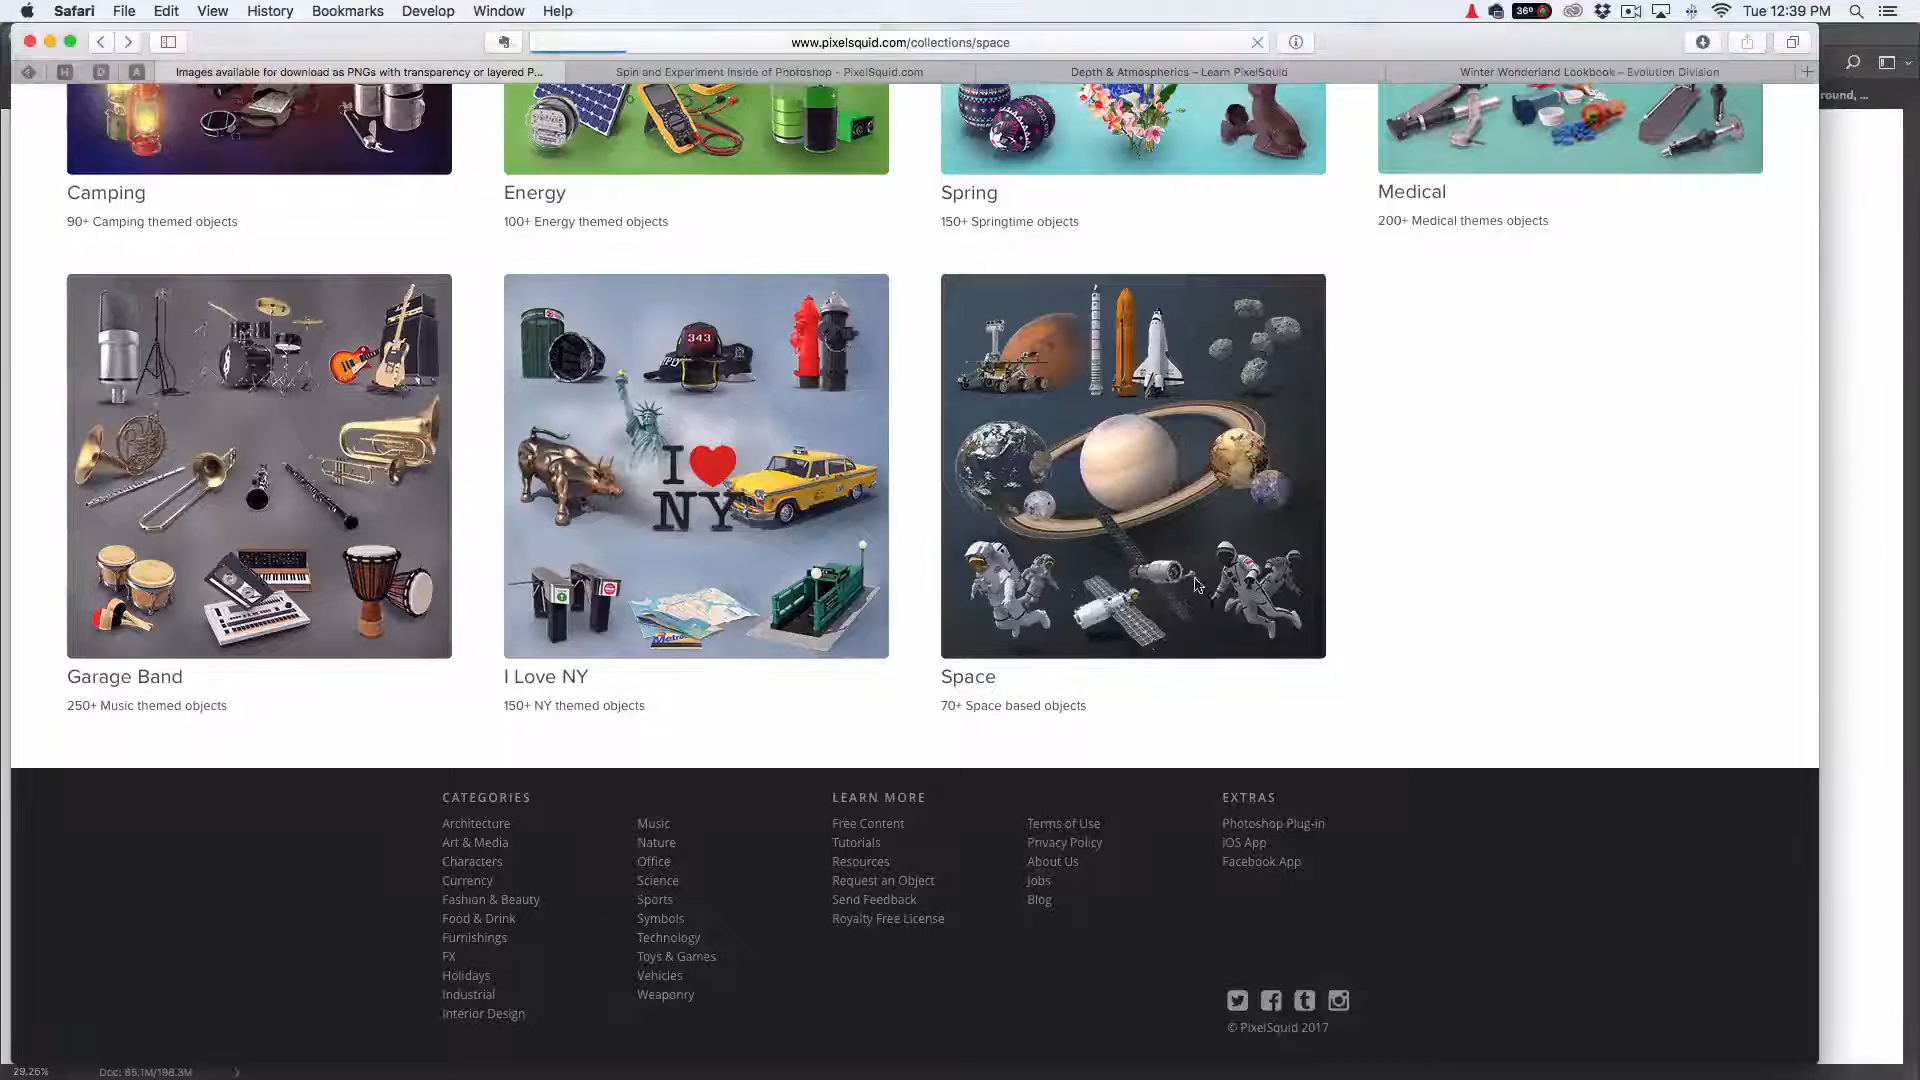 Safari File Edit View History Bookmarks Develop Window Help 36° Tue 12:39 PM
www.pixelsquid.com/collections/space
H D A Images available for download as PNGs with transparency or layered P... Spin and Experiment Inside of Photoshop - PixelSquid.com Depth & Atmospherics – Learn PixelSquid Winter Wonderland Lookbook – Evolution Division
round, ...
Camping Energy Spring Medical
90+ Camping themed objects 100+ Energy themed objects 150+ Springtime objects 200+ Medical themes objects
343
I
NY
Garage Band I Love NY Space
250+ Music themed objects 150+ NY themed objects 70+ Space based objects
CATEGORIES LEARN MORE EXTRAS
Architecture Music Free Content Terms of Use Photoshop Plug-in
Art & Media Nature Tutorials Privacy Policy iOS App
Characters Office Resources About Us Facebook App
Currency Science Request an Object Jobs
Fashion & Beauty Sports Send Feedback Blog
Food & Drink Symbols Royalty Free License
Furnishings Technology
FX Toys & Games
Holidays Vehicles
Industrial Weaponry
Interior Design
© PixelSquid 2017
29.26% Doc: 85.1M/198.3M